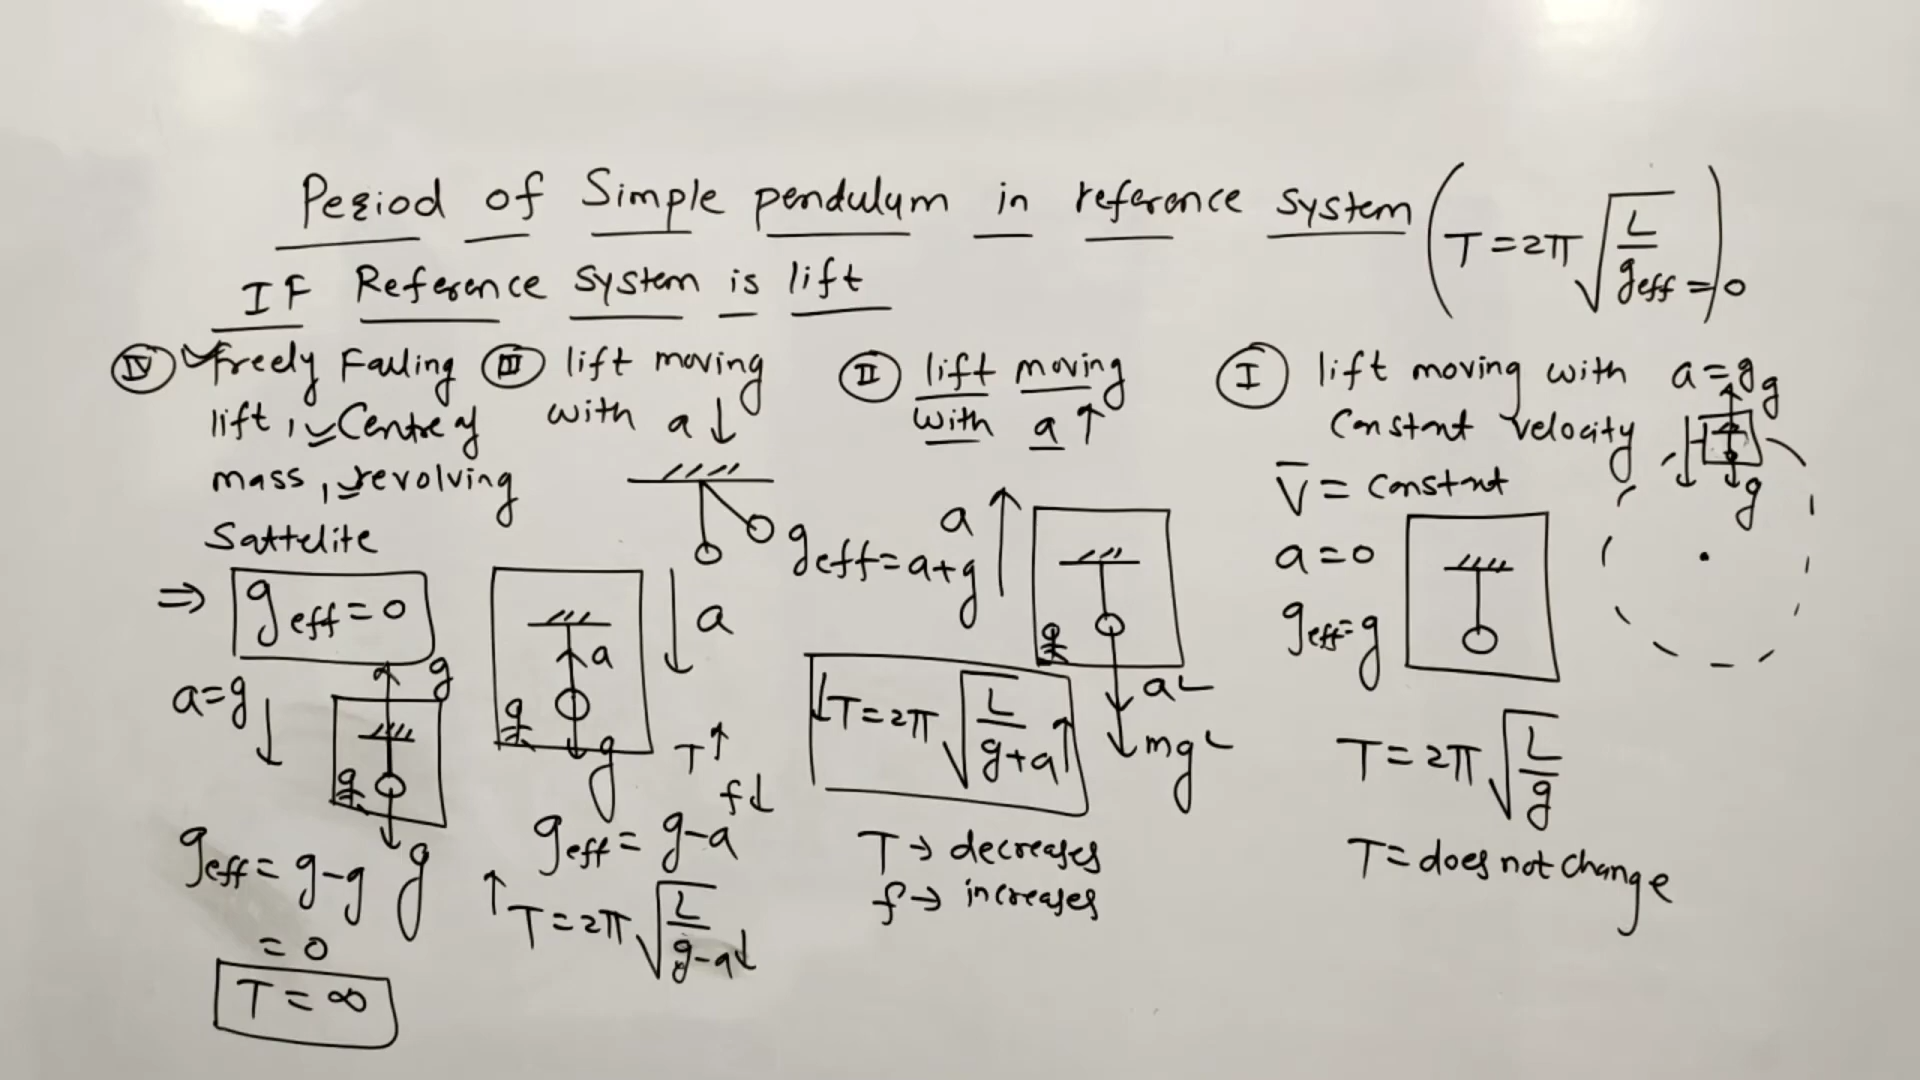 Period of Simple pendulum in reference system (T = 2π √(L/geff = 0))
IF Reference system is lift
IV Freely Falling
lift, Centre of
mass, revolving
Sattelite
⇒ geff = 0
a = g ↓
g
g
g
geff = g - g
= 0
T = ∞
III lift moving
with a ↓
a
a
g
g
T ↑
f ↓
geff = g - a
↑ T = 2π √(L/g-a ↓)
II lift moving
with a ↑
a
geff = a + g
g
a
mg
↓ T = 2π √(L/g+a ↑)
T → decreases
f → increases
I lift moving with
Constant velocity
V = constant
a = 0
geff = g
T = 2π √(L/g)
T = does not change
a = g
g
g